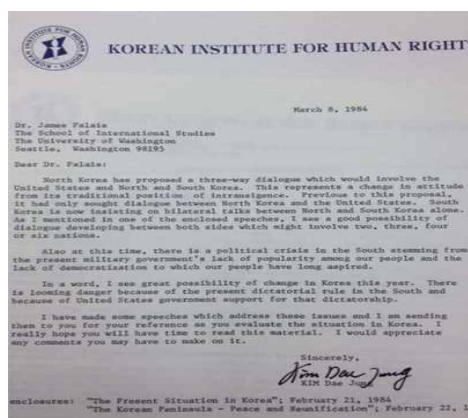 KOREAN INSTITUTE FOR HUMAN RIGHT
March 8, 1984
Dr. James Palais
The School of International Studies
The University of Washington
Seattle, Washington 98195
Dear Dr. Palais:
North Korea has proposed a three-way dialogue which would involve the
United States and North and South Korea. This represents a change in attitude
from its traditional position of intransigence. Previous to this proposal,
it had only sought dialogue between North Korea and the United States. South
Korea is now insisting on bilateral talks between North and South Korea alone.
As I mentioned in one of the enclosed speeches, I see a good possibility of
dialogue developing between both sides which might involve two, three, four
or six nations.
Also at this time, there is a political crisis in the South stemming from
the present military government's lack of popularity among our people and the
lack of democratization to which our people have long aspired.
In a word, I see great possibility of change in Korea this year. There
is looming danger because of the present dictatorial rule in the South and
because of United States government support for that dictatorship.
I have some speeches which address these issues and I am sending
them to you for your reference as you evaluate the situation in Korea. I
really hope you will have time to read this material. I would appreciate
any comments you may have to make on it.
Sincerely,
Kim Dae Jung
KIM Dae Jung
enclosures: "The Present Situation in Korea"; February 21, 1984
"The Korean Peninsula - Peace and Reunification"; February 22, 1